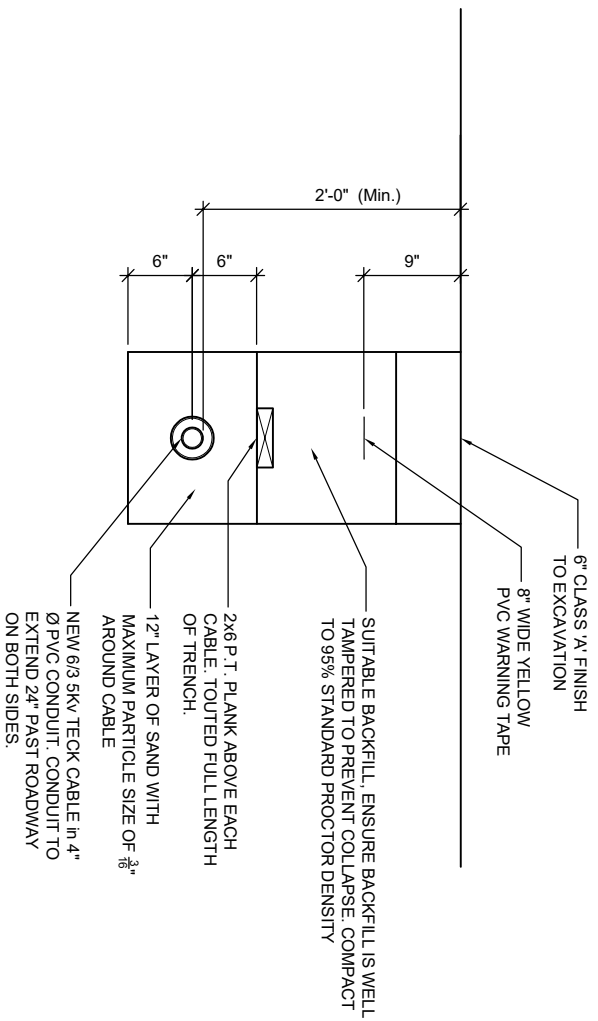 6" CLASS 'A' FINISH
TO EXCAVATION
8" WIDE YELLOW
PVC WARNING TAPE
SUITABLE BACKFILL, ENSURE BACKFILL IS WELL
TAMPERED TO PREVENT COLLAPSE. COMPACT
TO 95% STANDARD PROCTOR DENSITY
2x6 P.T. PLANK ABOVE EACH
CABLE. TOUTED FULL LENGTH
OF TRENCH.
12" LAYER OF SAND WITH
MAXIMUM PARTICLE SIZE OF 3/16"
AROUND CABLE
NEW 6/3 5Kv TECK CABLE in 4"
Ø PVC CONDUIT. CONDUIT TO
EXTEND 24" PAST ROADWAY
ON BOTH SIDES.
9"
2'-0" (Min.)
6"
6"